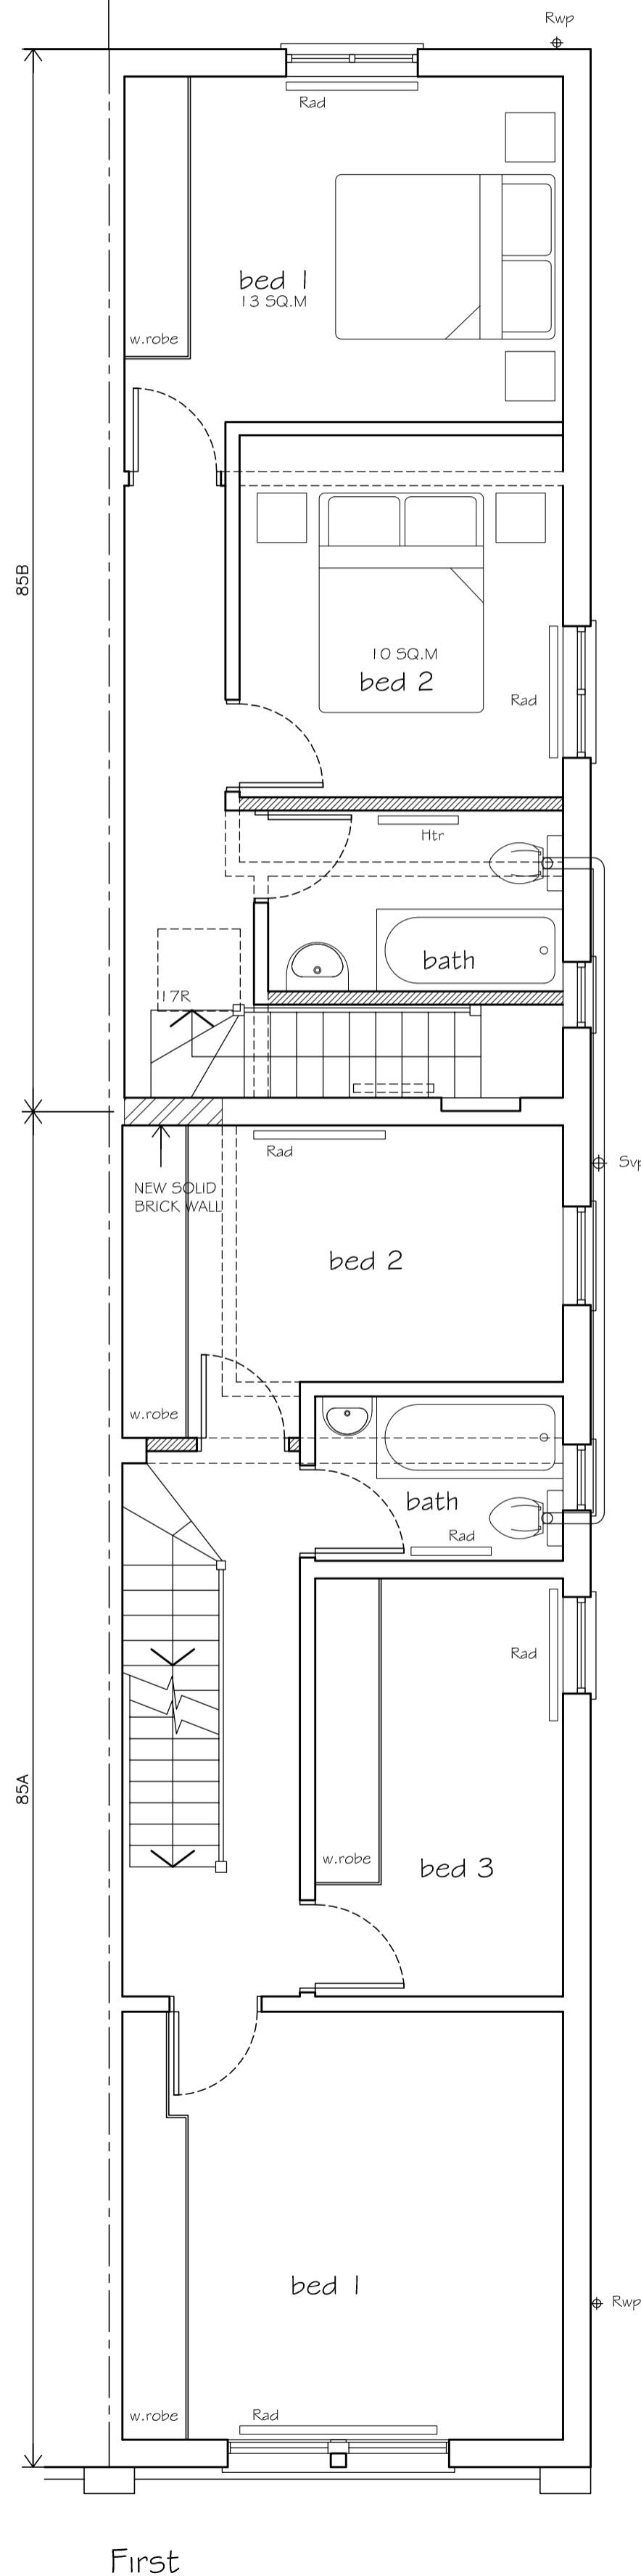 Rwp
Rad
bed 1
13 SQ.M
w.robe
85B
10 SQ.M
bed 2
Rad
Htr
bath
17R
Rad
Svp
NEW SOLID
BRICK WALL
bed 2
w.robe
bath
Rad
Rad
85A
w.robe
bed 3
bed 1
Rwp
w.robe
Rad
First